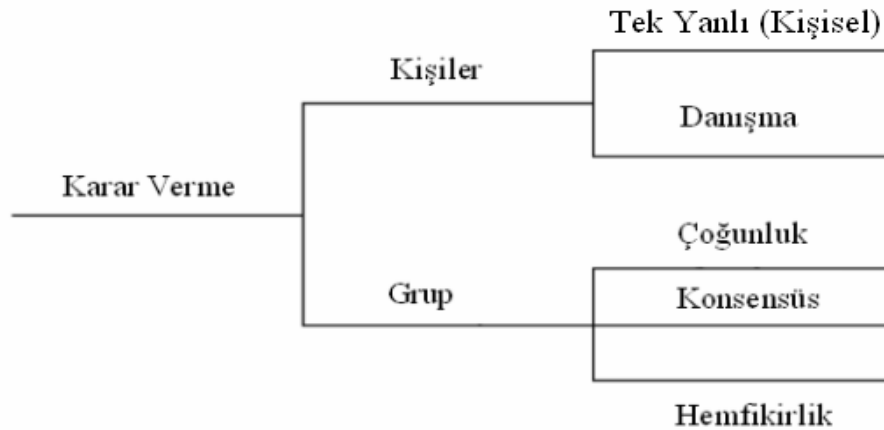 Tek Yanlı (Kişisel)
Kişiler
Danışma
Karar Verme
Çoğunluk
Grup
Konsensüs
Hemfikirlik